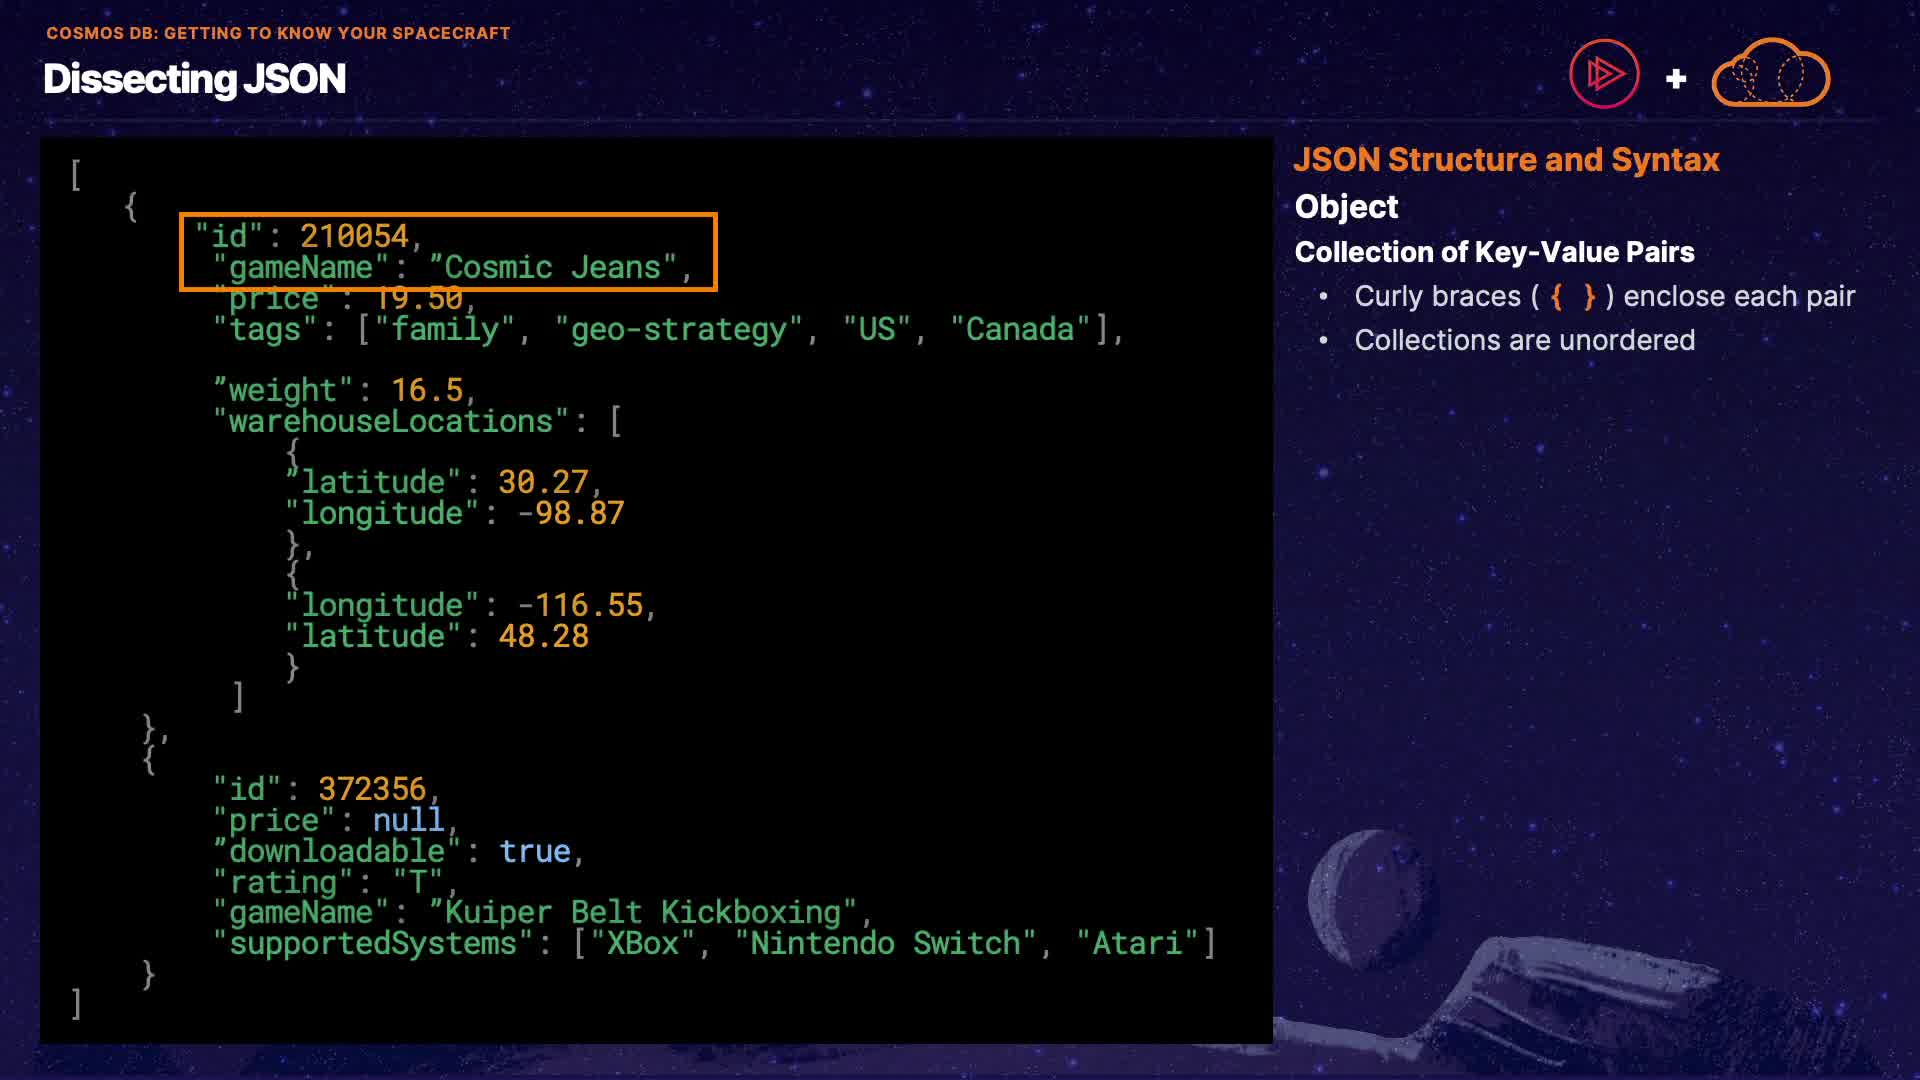 COSMOS DB: GETTING TO KNOW YOUR SPACECRAFT
Dissecting JSON
+
[
{
"id": 210054,
"gameName": ”Cosmic Jeans",
"price": 19.50,
"tags": ["family", "geo-strategy", "US", "Canada"],
”weight": 16.5,
"warehouseLocations": [
{
”latitude": 30.27,
"longitude": -98.87
},
{
"longitude": -116.55,
"latitude": 48.28
}
]
},
{
"id": 372356,
"price": null,
”downloadable": true,
"rating": "T",
"gameName": ”Kuiper Belt Kickboxing",
"supportedSystems": ["XBox", "Nintendo Switch", "Atari"]
}
]
JSON Structure and Syntax
Object
Collection of Key-Value Pairs
• Curly braces ( { } ) enclose each pair
• Collections are unordered